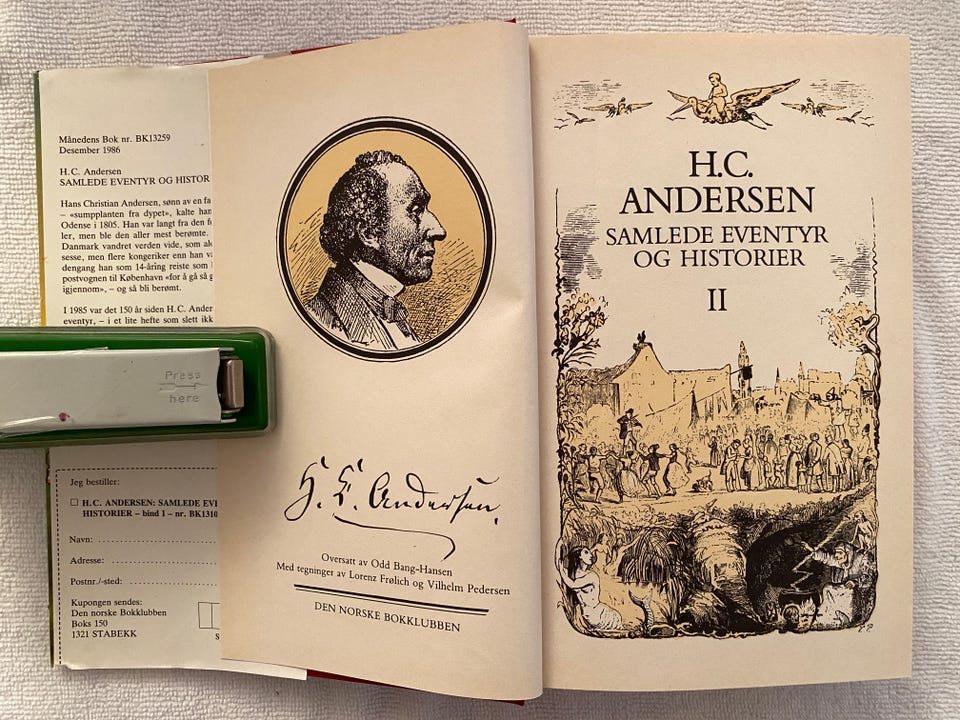 Månedens Bok nr. BK13259
Desember 1986
H.C. Andersen
SAMLEDE EVENTYR OG HISTOR
Hans Christian Andersen, sønn av en fa
– «sumpplanten fra dypet», kalte han
Odense i 1805. Han var langt fra den f
ler, men ble den aller mest berømte.
Danmark vandret verden vide, som al
sesse, men flere kongeriker enn han v
dengang han som 14-åring reiste som
postvognen til København «for å gå så g
igjennom», – og så bli berømt.
I 1985 var det 150 år siden H.C. Ander
eventyr, – i et lite hefte som slett ikk
Press
here
Jeg bestiller:
H.C. ANDERSEN: SAMLEDE EVE
HISTORIER – bind I – nr. BK1310
Navn:
Adresse:
Postnr./-sted:
Kupongen sendes:
Den norske Bokklubben
Boks 150
1321 STABEKK
S
H. C. Andersen.
Oversatt av Odd Bang-Hansen
Med tegninger av Lorenz Frølich og Vilhelm Pedersen
DEN NORSKE BOKKLUBBEN
H.C.
ANDERSEN
SAMLEDE EVENTYR
OG HISTORIER
II